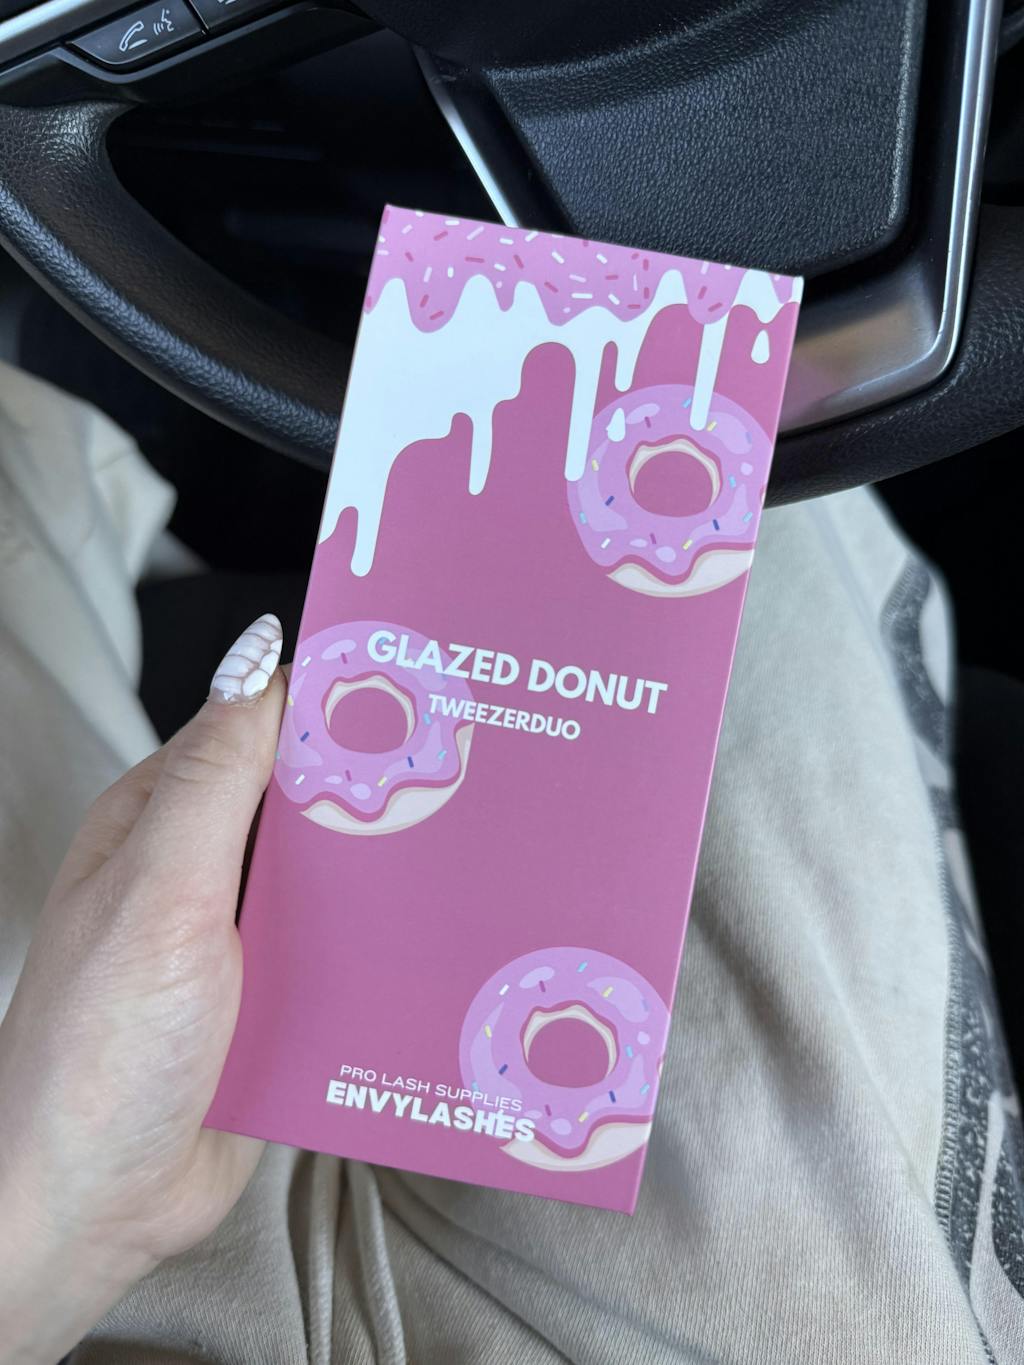 GLAZED DONUT
TWEEZERDUO
PRO LASH SUPPLIES
ENVYLASHES